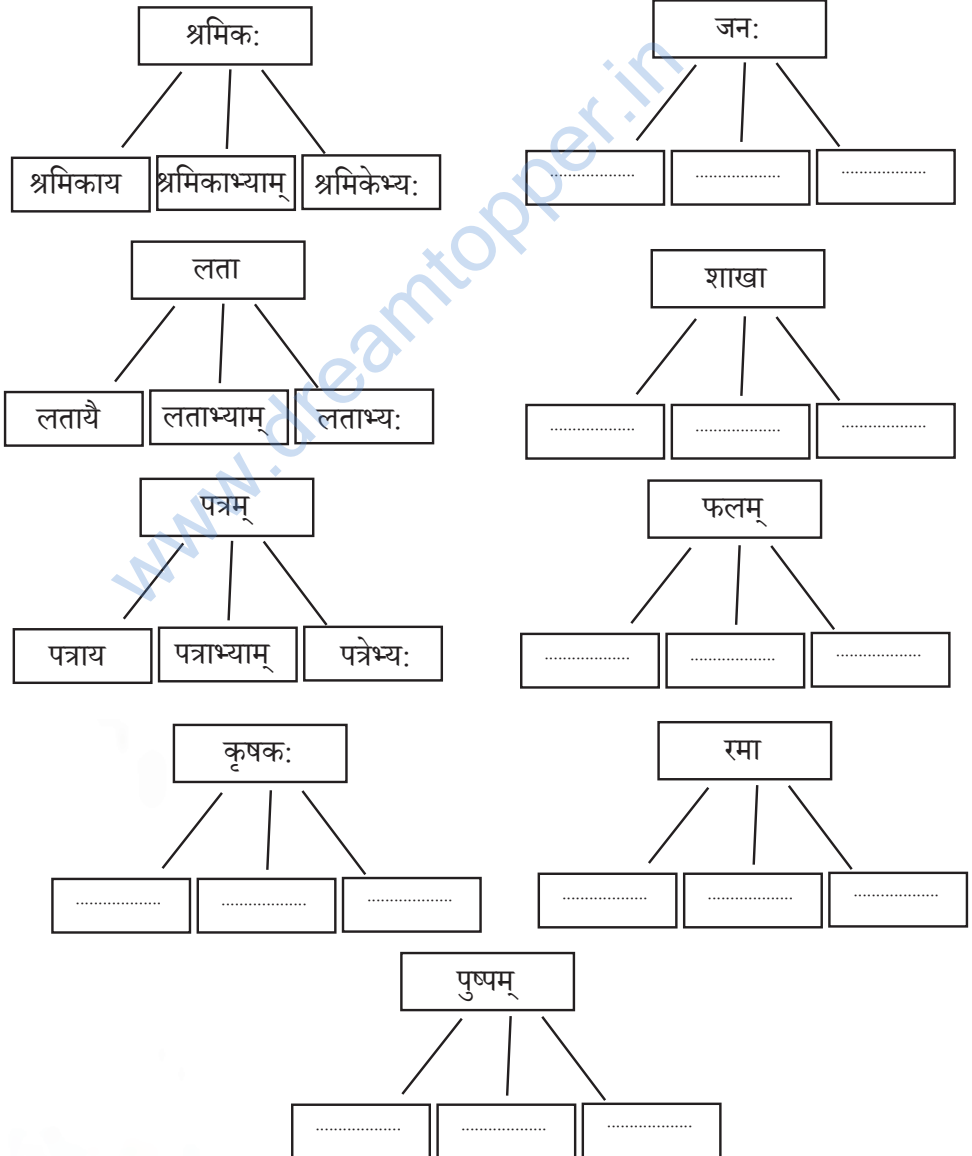 श्रमिक:
जन:
श्रमिकाय श्रमिकाभ्याम् श्रमिकेभ्य:
.................... .................... ....................
लता
शाखा
लतायै लताभ्याम् लताभ्य:
.................... .................... ....................
पत्रम्
फलम्
पत्राय पत्राभ्याम् पत्रेभ्य:
.................... .................... ....................
कृषक:
रमा
.................... .................... ....................
.................... .................... ....................
पुष्पम्
.................... .................... ....................
www.dreamtopper.in